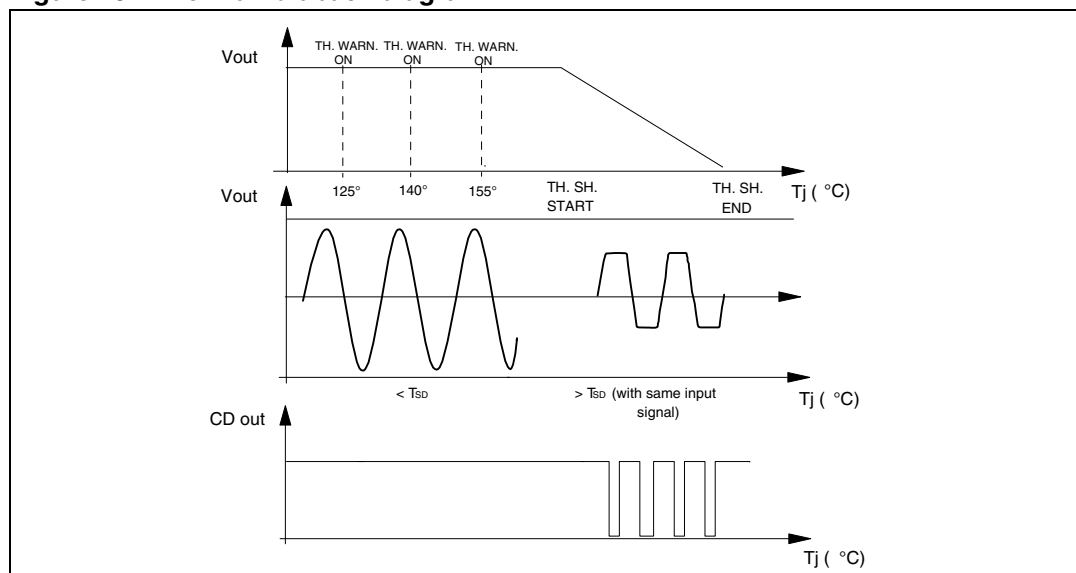 Vout
TH. WARN. TH. WARN. TH. WARN.
ON ON ON
125° 140° 155°
TH. SH.
START
TH. SH.
END
Tj ( °C)
Vout
< TSD
> TSD (with same input
signal)
Tj ( °C)
CD out
Tj ( °C)